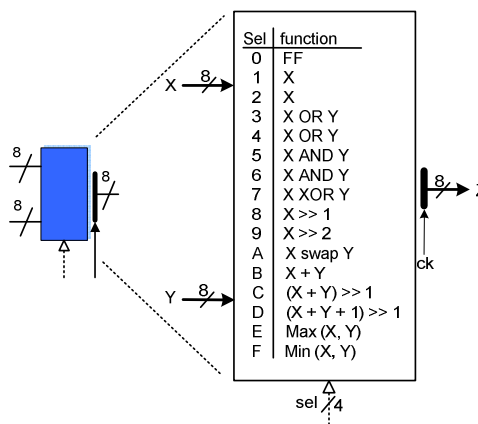 Sel function
0 FF
1 X
2 X
3 X OR Y
4 X OR Y
5 X AND Y
6 X AND Y
7 X XOR Y
8 X >> 1
9 X >> 2
A X swap Y
B X + Y
C (X + Y) >> 1
D (X + Y + 1) >> 1
E Max (X, Y)
F Min (X, Y)
X 8
Y 8
8
8
8
8
ck
sel 4